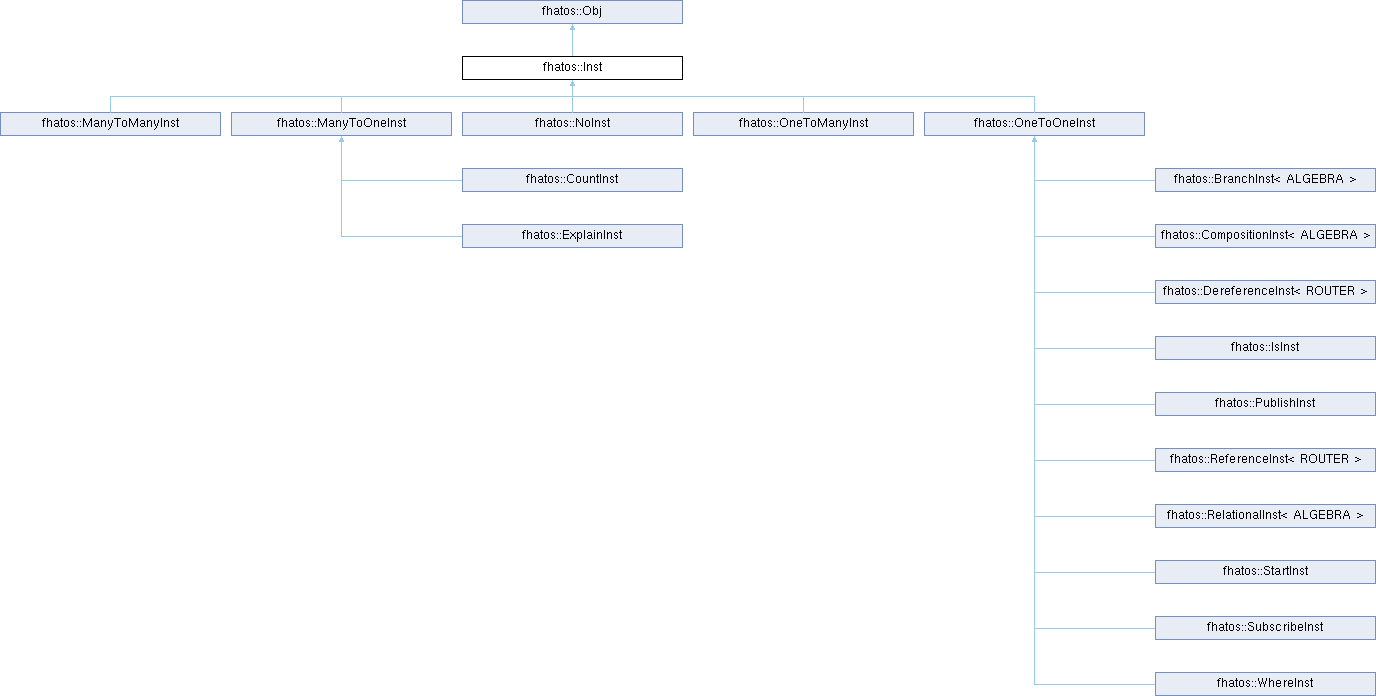 fhatos::Obj
fhatos::Inst
fhatos::ManyToManyInst
fhatos::ManyToOneInst
fhatos::NoInst
fhatos::OneToManyInst
fhatos::OneToOneInst
fhatos::CountInst
fhatos::BranchInst< ALGEBRA >
fhatos::ExplainInst
fhatos::CompositionInst< ALGEBRA >
fhatos::DereferenceInst< ROUTER >
fhatos::IsInst
fhatos::PublishInst
fhatos::ReferenceInst< ROUTER >
fhatos::RelationalInst< ALGEBRA >
fhatos::StartInst
fhatos::SubscribeInst
fhatos::WhereInst